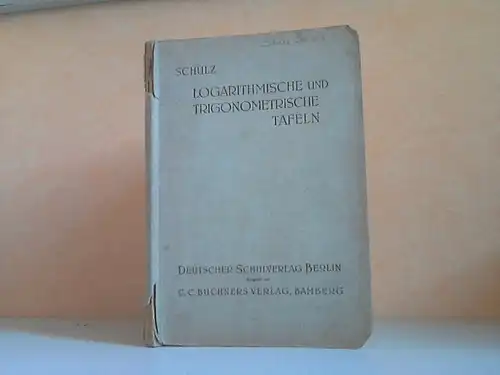 SCHULZ
LOGARITHMISCHE UND
TRIGONOMETRISCHE
TAFELN
DEUTSCHER SCHULVERLAG BERLIN
C. C. BUCHNERS VERLAG, BAMBERG